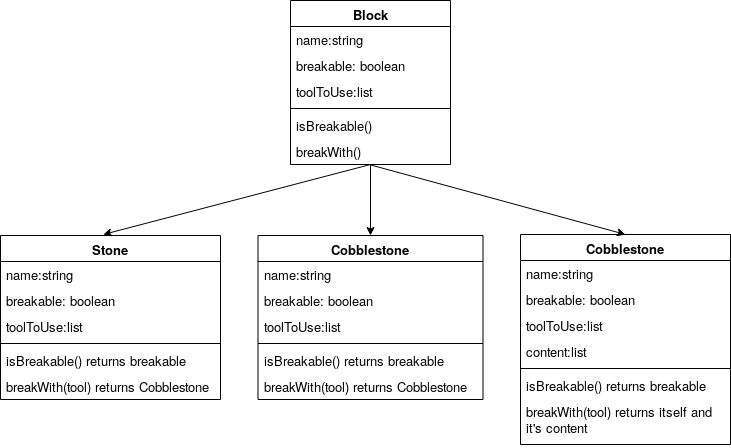 Block
name:string
breakable: boolean
toolToUse:list
isBreakable()
breakWith()
Stone
name:string
breakable: boolean
toolToUse:list
isBreakable() returns breakable
breakWith(tool) returns Cobblestone
Cobblestone
name:string
breakable: boolean
toolToUse:list
isBreakable() returns breakable
breakWith(tool) returns Cobblestone
Cobblestone
name:string
breakable: boolean
toolToUse:list
content:list
isBreakable() returns breakable
breakWith(tool) returns itself and
it's content